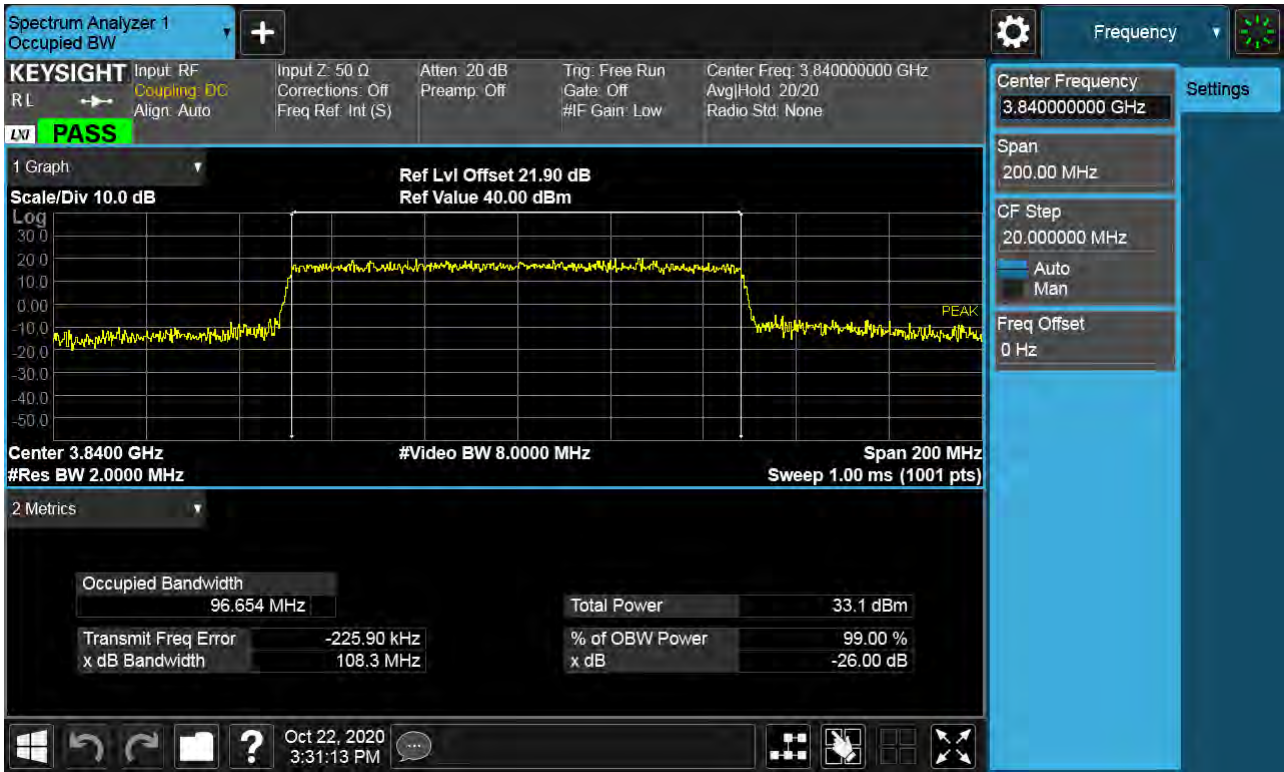 Spectrum Analyzer 1
Occupied BW
+
Frequency
KEYSIGHT
RL
LXI
PASS
Input: RF
Coupling: DC
Align: Auto
Input Z: 50 Ω
Corrections: Off
Freq Ref: Int (S)
Atten: 20 dB
Preamp: Off
Trig: Free Run
Gate: Off
#IF Gain: Low
Center Freq: 3.840000000 GHz
Avg|Hold: 20/20
Radio Std: None
Center Frequency
3.840000000 GHz
Settings
Span
200.00 MHz
CF Step
20.000000 MHz
Auto
Man
Freq Offset
0 Hz
1 Graph
Scale/Div 10.0 dB
Ref Lvl Offset 21.90 dB
Ref Value 40.00 dBm
Log
30.0
20.0
10.0
0.00
-10.0
-20.0
-30.0
-40.0
-50.0
PEAK
Center 3.8400 GHz
#Video BW 8.0000 MHz
Span 200 MHz
#Res BW 2.0000 MHz
Sweep 1.00 ms (1001 pts)
2 Metrics
Occupied Bandwidth
96.654 MHz
Total Power 33.1 dBm
Transmit Freq Error -225.90 kHz
% of OBW Power 99.00 %
x dB Bandwidth 108.3 MHz
x dB -26.00 dB
?
Oct 22, 2020
3:31:13 PM